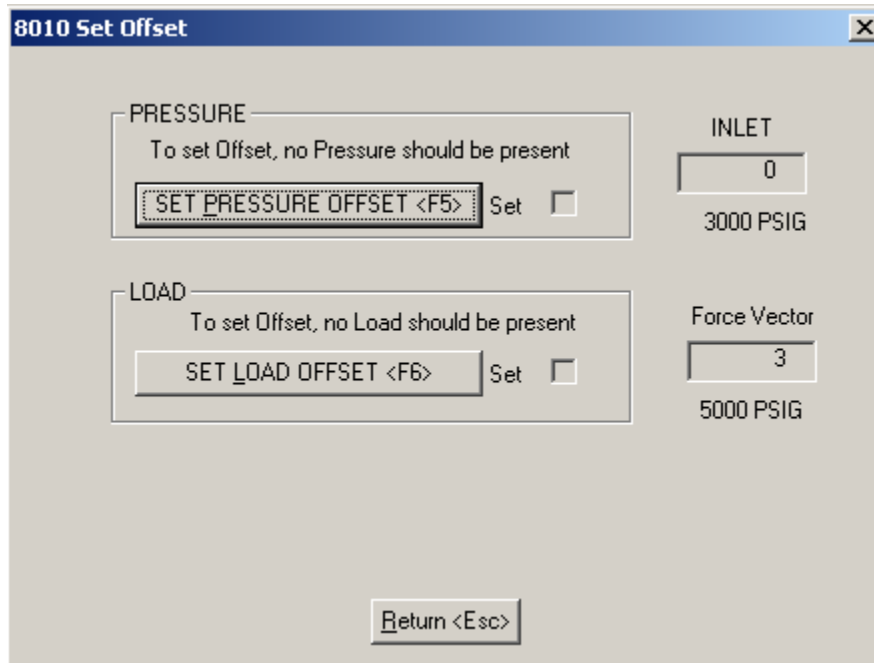 8010 Set Offset
PRESSURE
To set Offset, no Pressure should be present
SET PRESSURE OFFSET <F5> Set
INLET
0
3000 PSIG
LOAD
To set Offset, no Load should be present
SET LOAD OFFSET <F6> Set
Force Vector
3
5000 PSIG
Return <Esc>